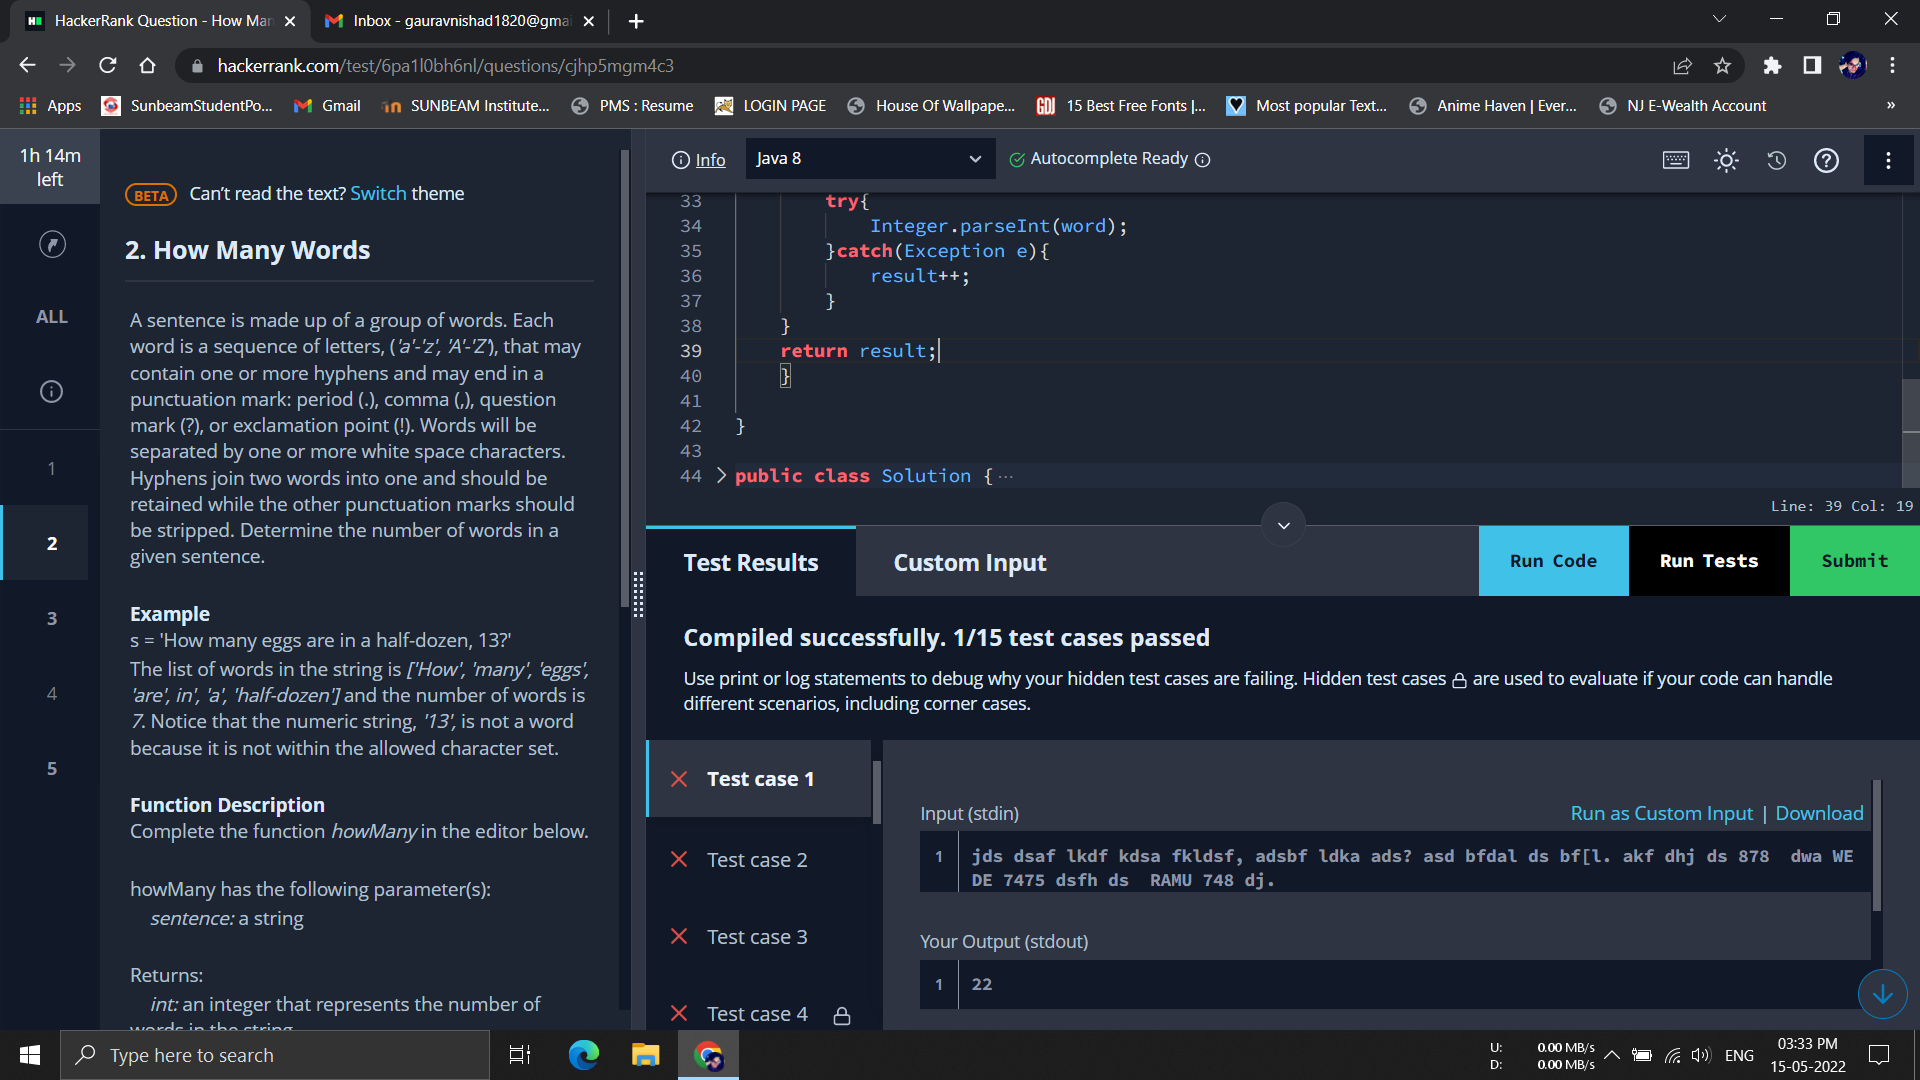 HackerRank Question - How Man
Inbox - gauravnishad1820@gmai
hackerrank.com/test/6pa1l0bh6nl/questions/cjhp5mgm4c3
Apps
SunbeamStudentPo...
Gmail
SUNBEAM Institute...
PMS : Resume
LOGIN PAGE
House Of Wallpape...
GD!
15 Best Free Fonts |...
Most popular Text...
Anime Haven | Ever...
NJ E-Wealth Account
»
1h 14m
left
ALL
1
2
3
4
5
BETA Can't read the text? Switch theme
2. How Many Words
A sentence is made up of a group of words. Each
word is a sequence of letters, ('a'-'z', 'A'-'Z'), that may
contain one or more hyphens and may end in a
punctuation mark: period (.), comma (,), question
mark (?), or exclamation point (!). Words will be
separated by one or more white space characters.
Hyphens join two words into one and should be
retained while the other punctuation marks should
be stripped. Determine the number of words in a
given sentence.
Example
s = 'How many eggs are in a half-dozen, 13?'
The list of words in the string is ['How', 'many', 'eggs',
'are', in', 'a', 'half-dozen'] and the number of words is
7. Notice that the numeric string, '13', is not a word
because it is not within the allowed character set.
Function Description
Complete the function howMany in the editor below.
howMany has the following parameter(s):
sentence: a string
Returns:
int: an integer that represents the number of
words in the string
Info
Java 8
Autocomplete Ready
33 try{
34 Integer.parseInt(word);
35 }catch(Exception e){
36 result++;
37 }
38 }
39 return result;
40 }
41
42 }
43
44 public class Solution { ...
Line: 39 Col: 19
Test Results
Custom Input
Run Code
Run Tests
Submit
Compiled successfully. 1/15 test cases passed
Use print or log statements to debug why your hidden test cases are failing. Hidden test cases are used to evaluate if your code can handle
different scenarios, including corner cases.
Test case 1
Test case 2
Test case 3
Test case 4
Input (stdin)
Run as Custom Input | Download
1 jds dsaf lkdf kdsa fkldsf, adsbf ldka ads? asd bfdal ds bf[l. akf dhj ds 878  dwa WE
DE 7475 dsfh ds  RAMU 748 dj.
Your Output (stdout)
1 22
Type here to search
U: 0.00 MB/s
D: 0.00 MB/s
ENG
03:33 PM
15-05-2022